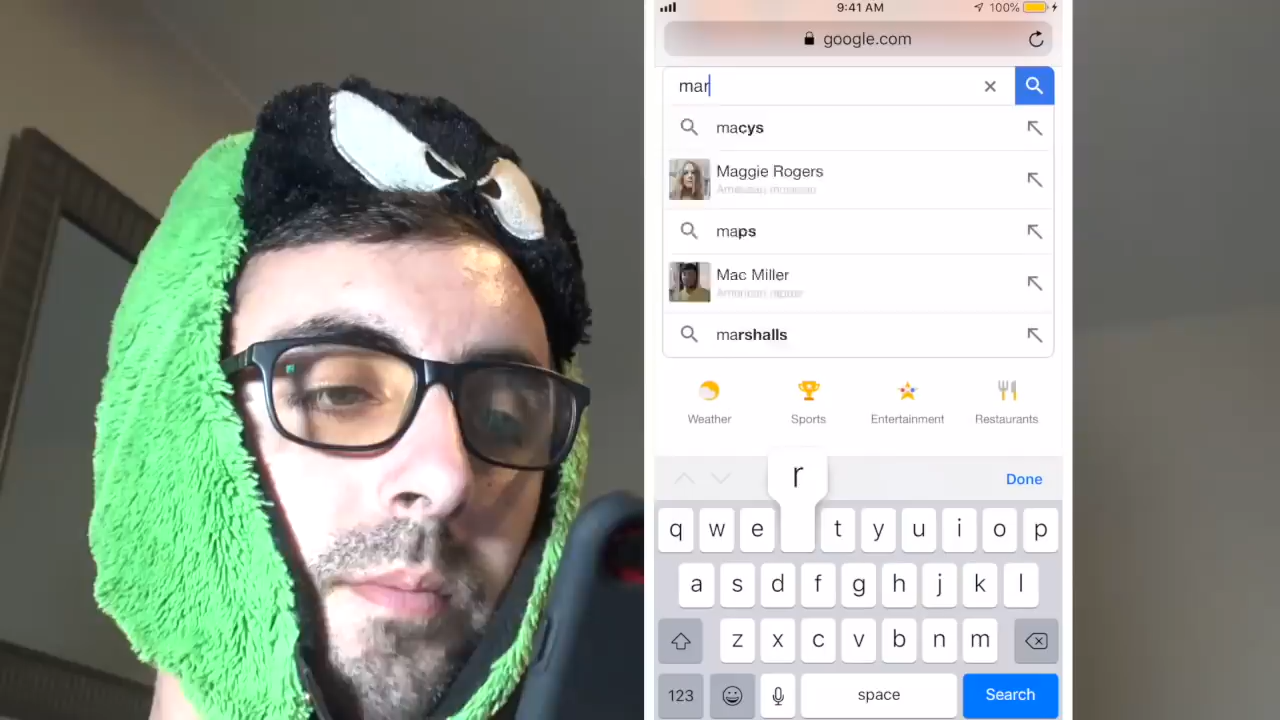 9:41 AM
100%
google.com
mar
macys
Maggie Rogers
maps
Mac Miller
marshalls
Weather Sports Entertainment Restaurants
r
Done
q w e t y u i o p
a s d f g h j k l
z x c v b n m
123 space Search